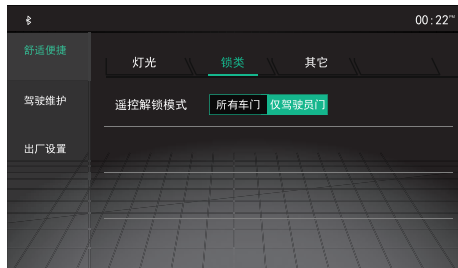 00:22
舒适便捷
灯光 锁类 其它
驾驶维护
遥控解锁模式 所有车门 仅驾驶员门
出厂设置